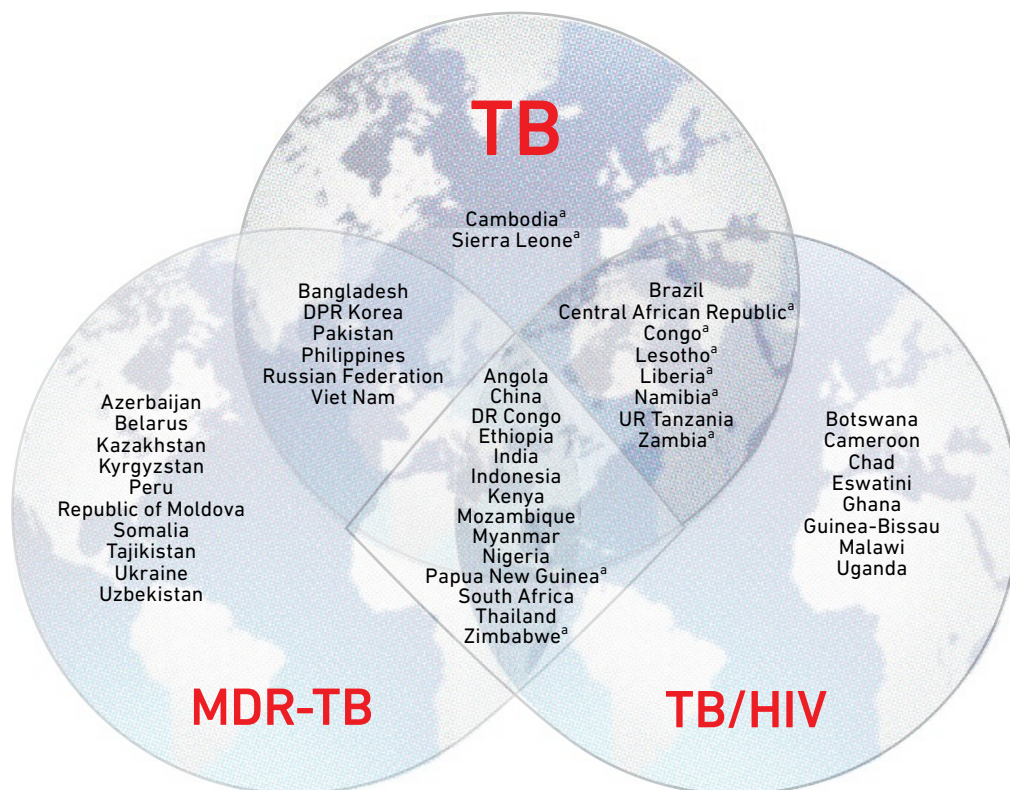 TB
Cambodiaᵃ
Sierra Leoneᵃ
Bangladesh
DPR Korea
Pakistan
Philippines
Russian Federation
Viet Nam
Brazil
Central African Republicᵃ
Congoᵃ
Lesothoᵃ
Liberiaᵃ
Namibiaᵃ
UR Tanzania
Zambiaᵃ
Angola
China
DR Congo
Ethiopia
India
Indonesia
Kenya
Mozambique
Myanmar
Nigeria
Papua New Guineaᵃ
South Africa
Thailand
Zimbabweᵃ
Azerbaijan
Belarus
Kazakhstan
Kyrgyzstan
Peru
Republic of Moldova
Somalia
Tajikistan
Ukraine
Uzbekistan
Botswana
Cameroon
Chad
Eswatini
Ghana
Guinea-Bissau
Malawi
Uganda
MDR-TB
TB/HIV